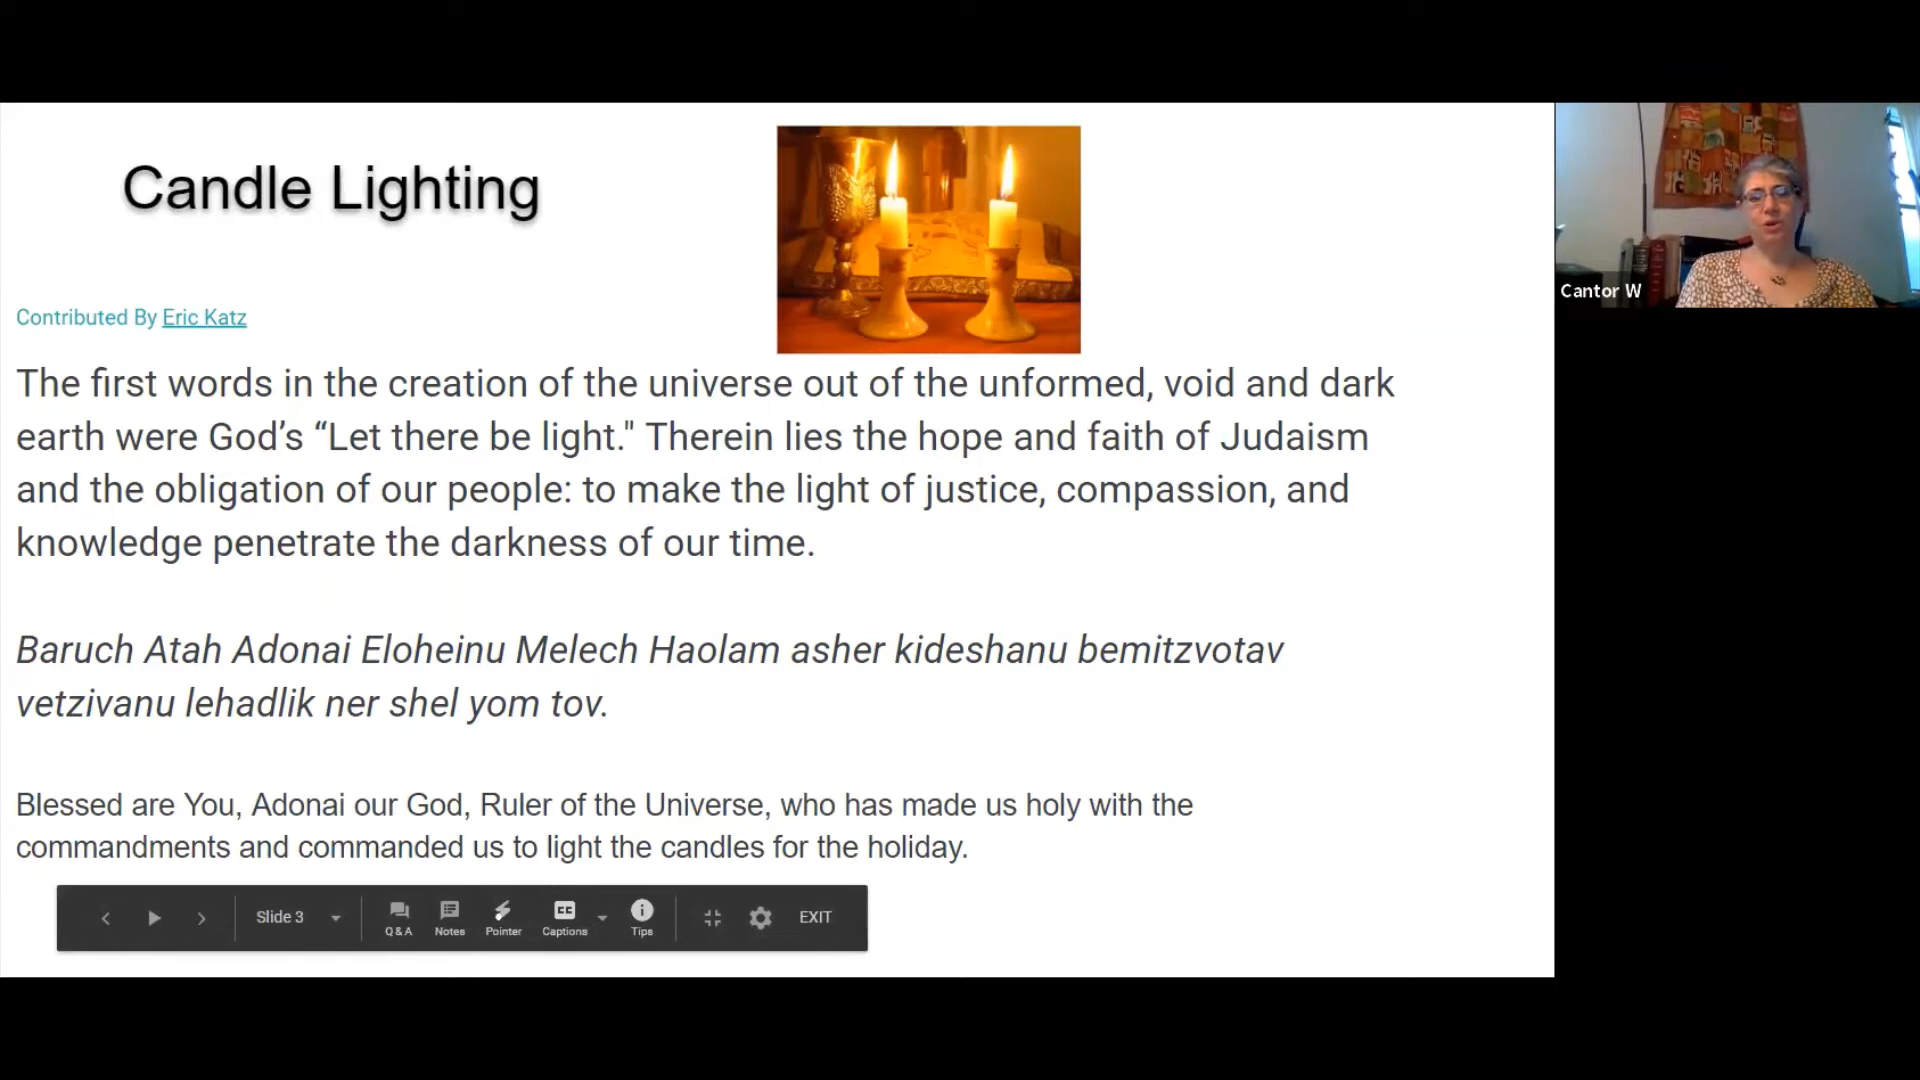 Candle Lighting
Contributed By Eric Katz
The first words in the creation of the universe out of the unformed, void and dark
earth were God’s “Let there be light." Therein lies the hope and faith of Judaism
and the obligation of our people: to make the light of justice, compassion, and
knowledge penetrate the darkness of our time.
Baruch Atah Adonai Eloheinu Melech Haolam asher kideshanu bemitzvotav
vetzivanu lehadlik ner shel yom tov.
Blessed are You, Adonai our God, Ruler of the Universe, who has made us holy with the
commandments and commanded us to light the candles for the holiday.
Slide 3
Q & A
Notes
Pointer
CC
Captions
Tips
EXIT
Cantor W